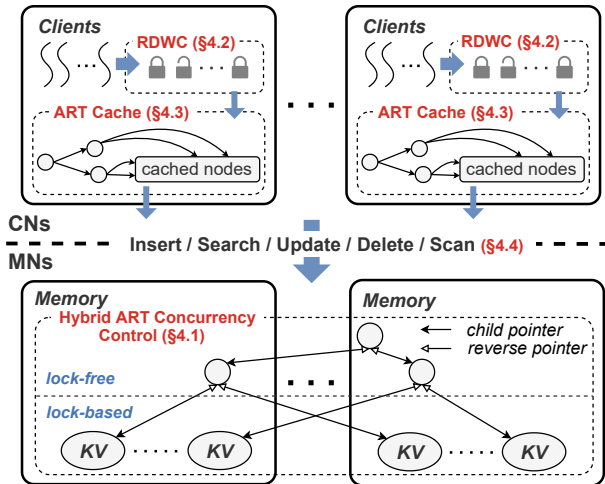 Clients
RDWC (§4.2)
. . .
. . .
ART Cache (§4.3)
cached nodes
. . .
Clients
RDWC (§4.2)
. . .
. . .
ART Cache (§4.3)
cached nodes
CNs
Insert / Search / Update / Delete / Scan (§4.4)
MNs
Memory
Hybrid ART Concurrency
Control (§4.1)
Memory
child pointer
reverse pointer
lock-free
. . .
lock-based
KV ...... KV
KV ...... KV